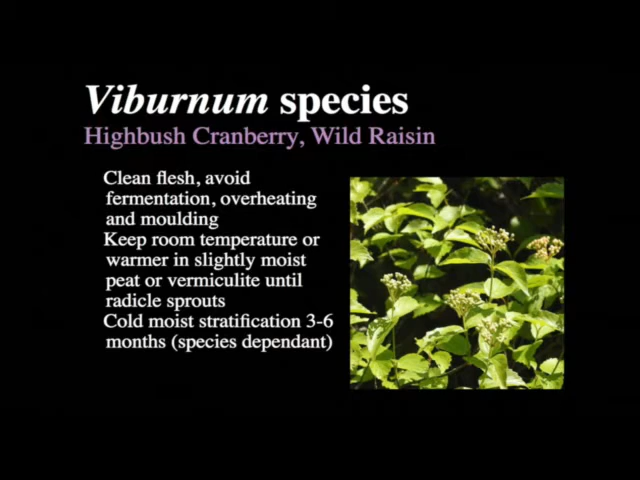 Viburnum species
Highbush Cranberry, Wild Raisin
Clean flesh, avoid
fermentation, overheating
and moulding
Keep room temperature or
warmer in slightly moist
peat or vermiculite until
radicle sprouts
Cold moist stratification 3-6
months (species dependant)